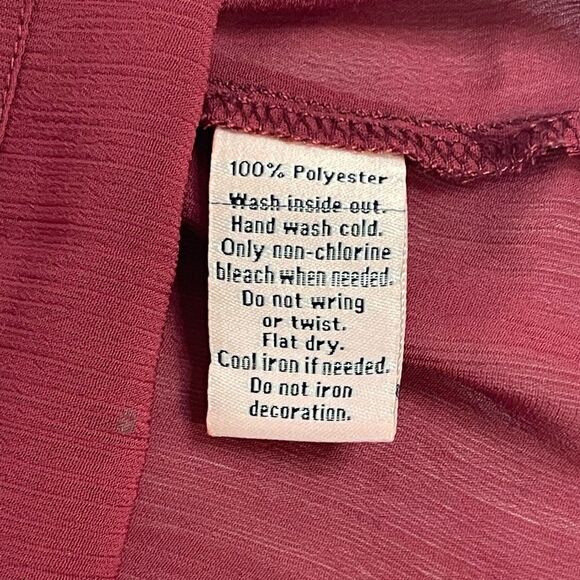 100% Polyester
Wash inside out.
Hand wash cold.
Only non-chlorine
bleach when needed.
Do not wring
or twist.
Flat dry.
Cool iron if needed.
Do not iron
decoration.